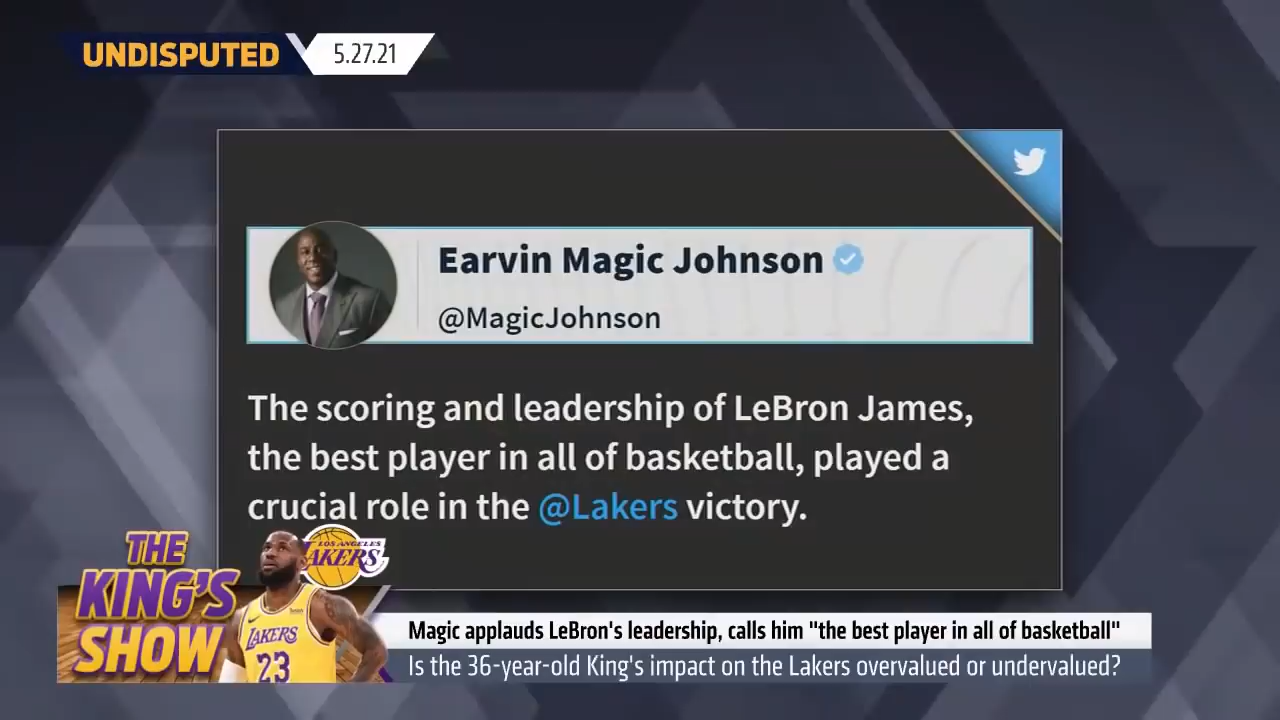 UNDISPUTED
5.27.21
Earvin Magic Johnson
@MagicJohnson
The scoring and leadership of LeBron James,
the best player in all of basketball, played a
crucial role in the @Lakers victory.
THE
KING'S
SHOW
LOS ANGELES
LAKERS
LAKERS
23
Magic applauds LeBron's leadership, calls him "the best player in all of basketball"
Is the 36-year-old King's impact on the Lakers overvalued or undervalued?